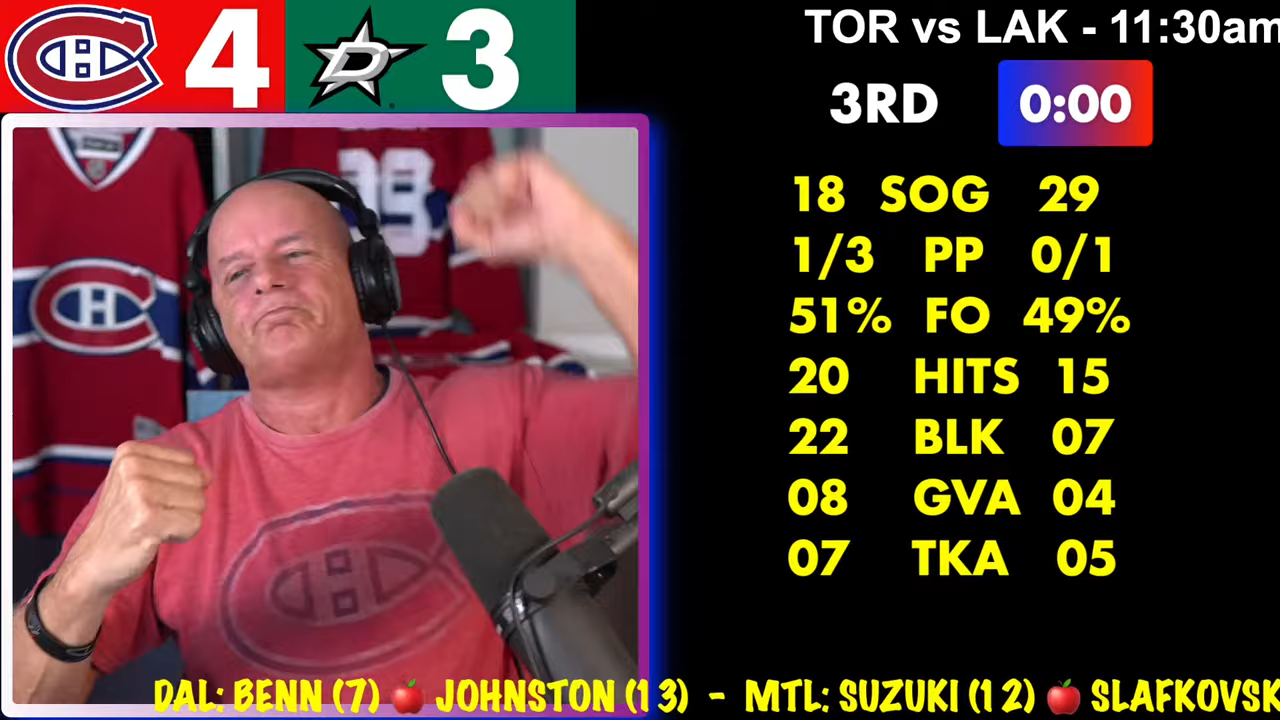 4 D 3
TOR vs LAK - 11:30am
3RD 0:00
18 SOG 29
1/3 PP 0/1
51% FO 49%
20 HITS 15
22 BLK 07
08 GVA 04
07 TKA 05
DAL: BENN (7) 🍎 JOHNSTON (13) - MTL: SUZUKI (12) 🍎 SLAFKOVSK